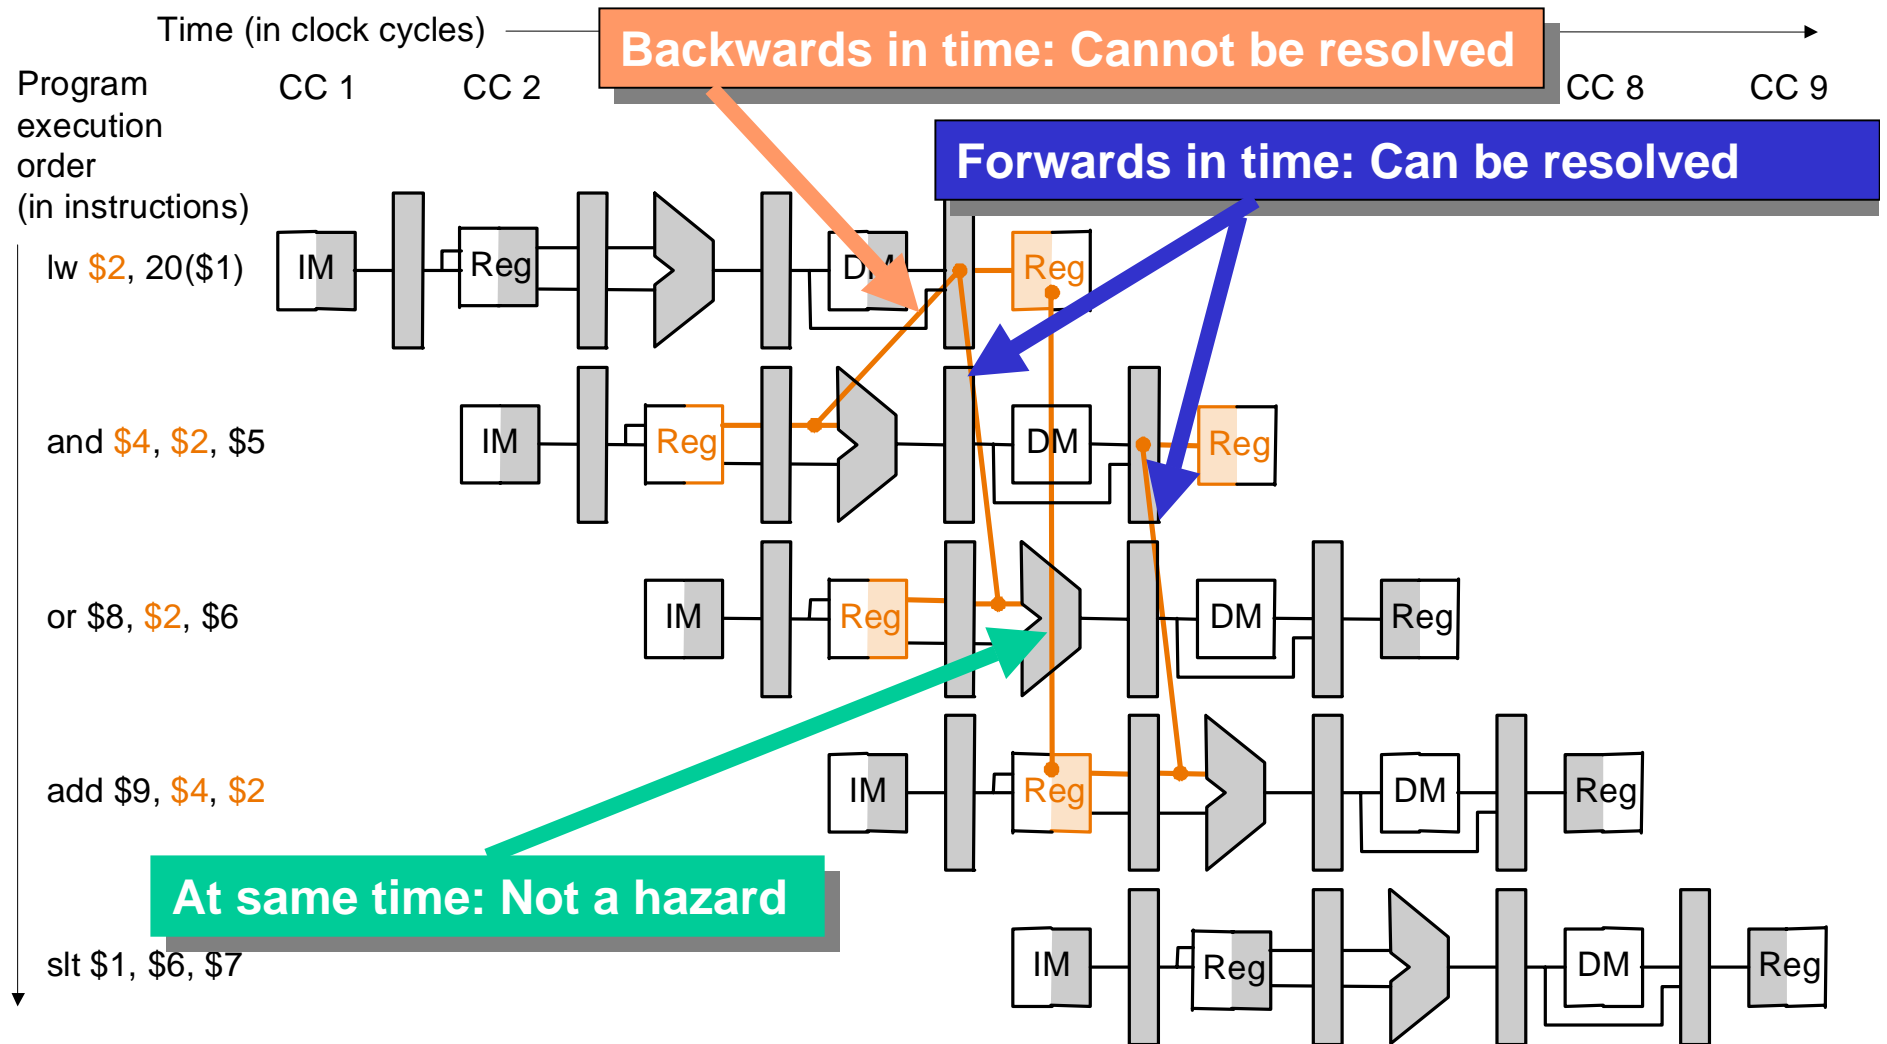 Time (in clock cycles)
Backwards in time: Cannot be resolved
Program
execution
order
(in instructions)
CC 1
CC 2
CC 8
CC 9
Forwards in time: Can be resolved
lw $2, 20($1)
IM
Reg
DM
Reg
and $4, $2, $5
IM
Reg
DM
Reg
or $8, $2, $6
IM
Reg
DM
Reg
add $9, $4, $2
IM
Reg
DM
Reg
At same time: Not a hazard
slt $1, $6, $7
IM
Reg
DM
Reg